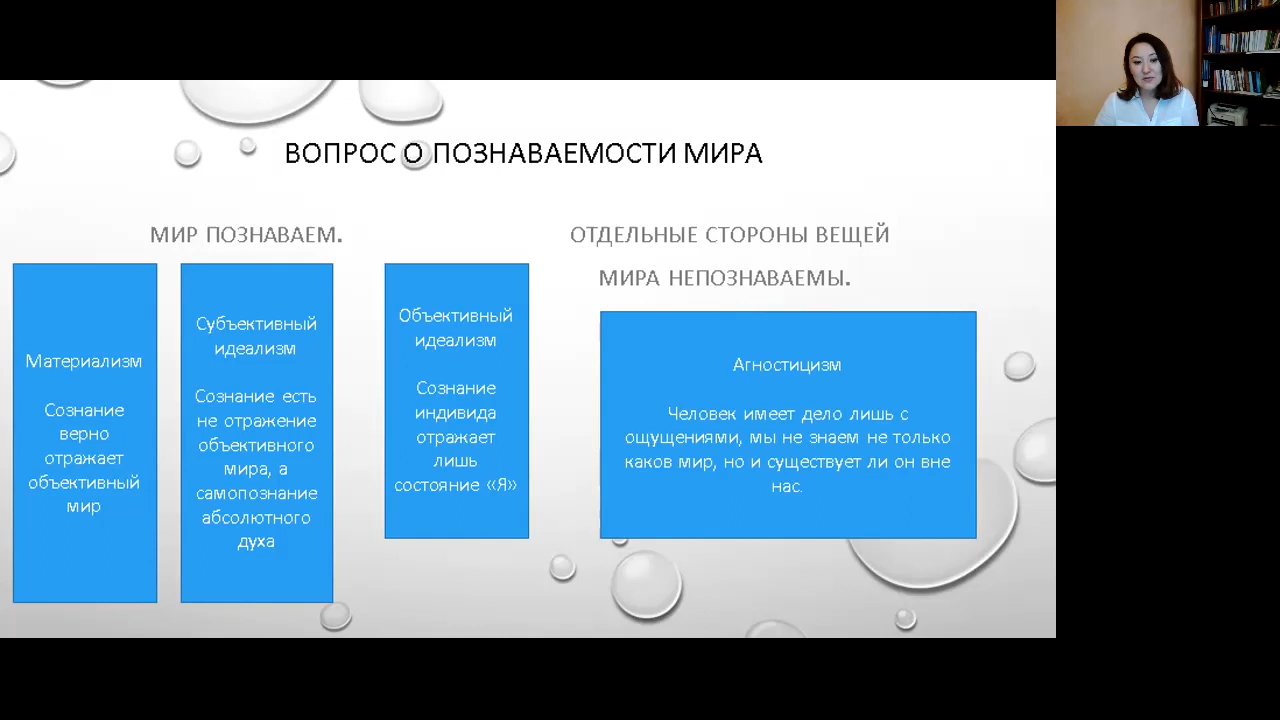 ВОПРОС О ПОЗНАВАЕМОСТИ МИРА
МИР ПОЗНАВАЕМ.
Материализм
Сознание
верно
отражает
объективный
мир
Субъективный
идеализм
Сознание есть
не отражение
объективного
мира, а
самопознание
абсолютного
духа
Объективный
идеализм
Сознание
индивида
отражает
лишь
состояние «Я»
ОТДЕЛЬНЫЕ СТОРОНЫ ВЕЩЕЙ
МИРА НЕПОЗНАВАЕМЫ.
Агностицизм
Человек имеет дело лишь с
ощущениями, мы не знаем не только
каков мир, но и существует ли он вне
нас.